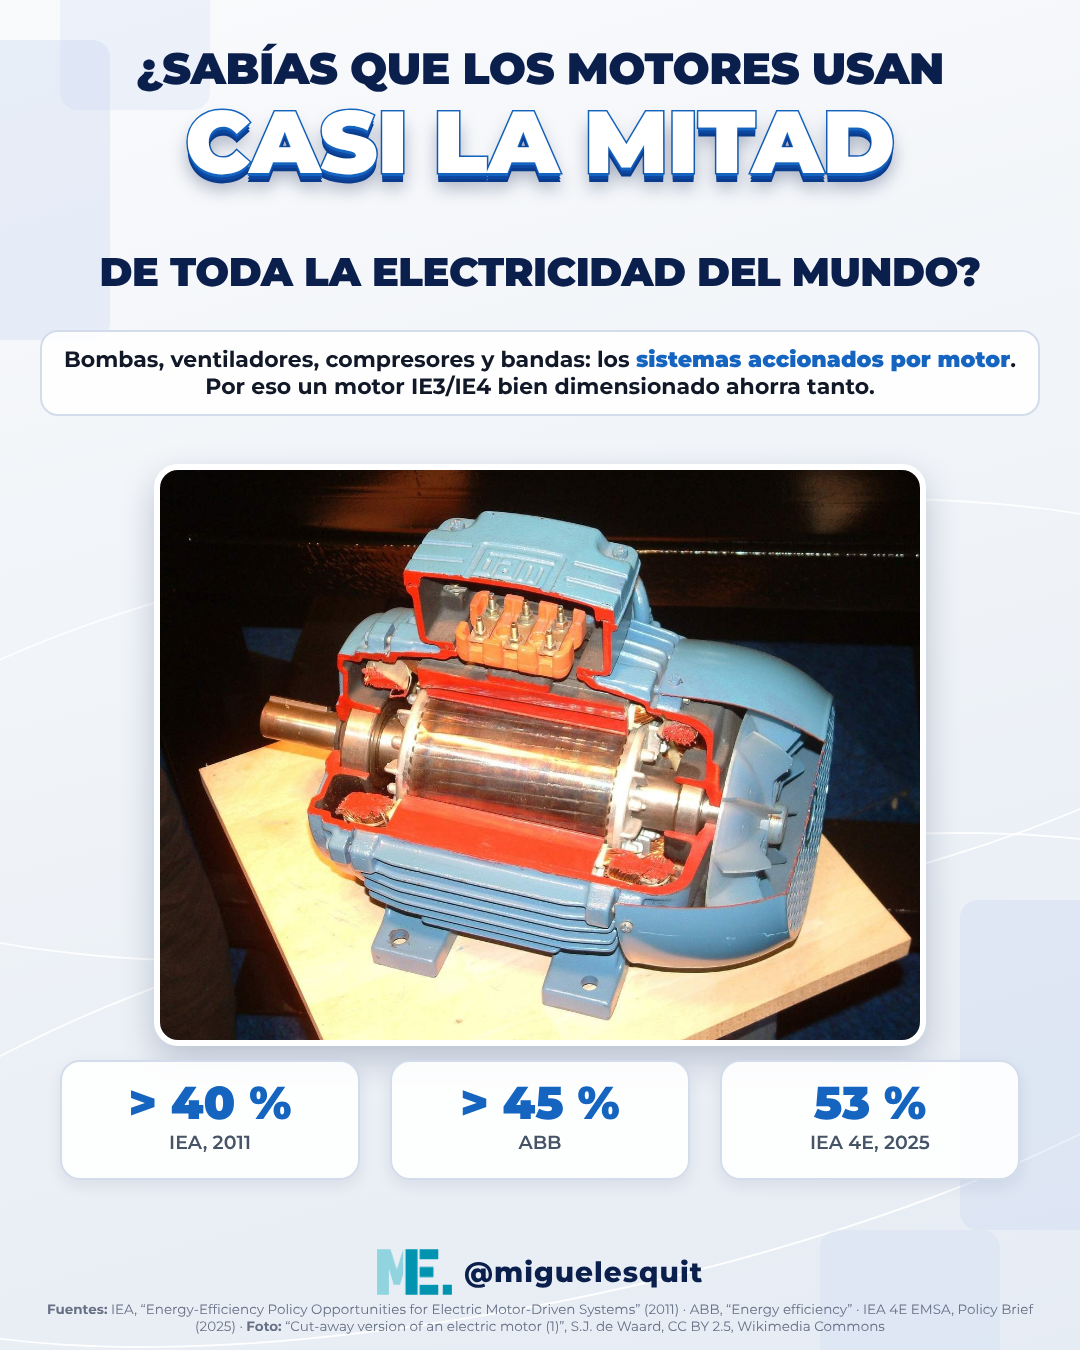 ¿SABÍAS QUE LOS MOTORES USAN
CASI LA MITAD
DE TODA LA ELECTRICIDAD DEL MUNDO?
Bombas, ventiladores, compresores y bandas: los sistemas accionados por motor.
Por eso un motor IE3/IE4 bien dimensionado ahorra tanto.
> 40 %
IEA, 2011
> 45 %
ABB
53 %
IEA 4E, 2025
ME. @miguelesquit
Fuentes: IEA, “Energy-Efficiency Policy Opportunities for Electric Motor-Driven Systems” (2011) · ABB, “Energy efficiency” · IEA 4E EMSA, Policy Brief
(2025) · Foto: “Cut-away version of an electric motor (1)”, S.J. de Waard, CC BY 2.5, Wikimedia Commons